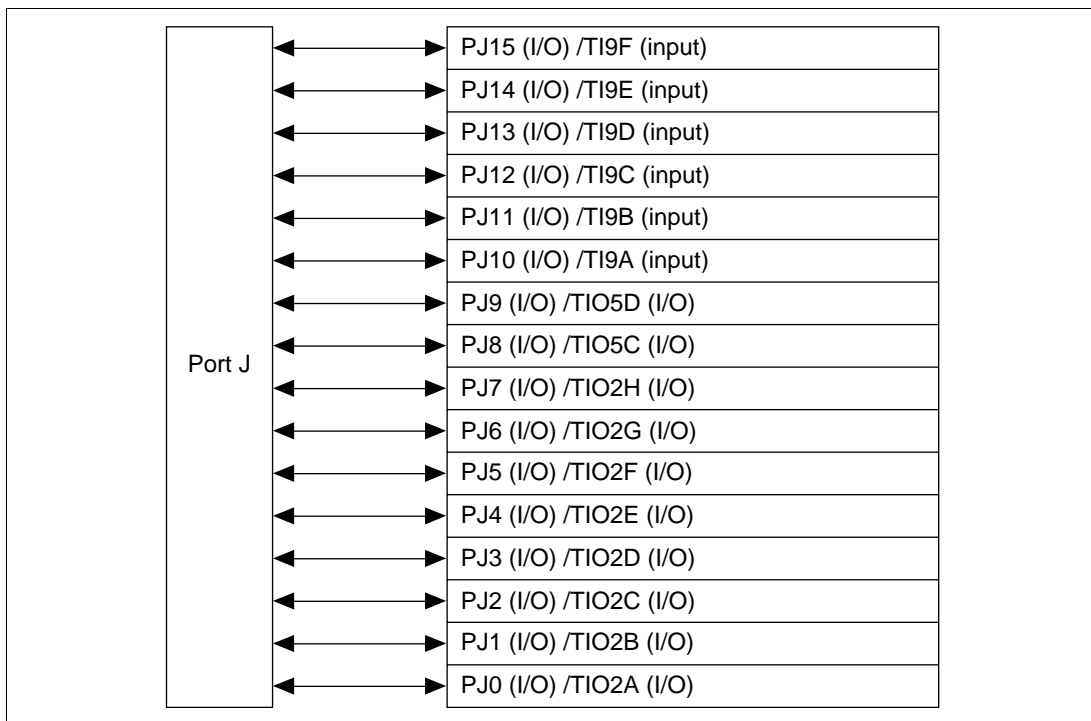 PJ15 (I/O) /TI9F (input)
PJ14 (I/O) /TI9E (input)
PJ13 (I/O) /TI9D (input)
PJ12 (I/O) /TI9C (input)
PJ11 (I/O) /TI9B (input)
PJ10 (I/O) /TI9A (input)
PJ9 (I/O) /TIO5D (I/O)
PJ8 (I/O) /TIO5C (I/O)
Port J
PJ7 (I/O) /TIO2H (I/O)
PJ6 (I/O) /TIO2G (I/O)
PJ5 (I/O) /TIO2F (I/O)
PJ4 (I/O) /TIO2E (I/O)
PJ3 (I/O) /TIO2D (I/O)
PJ2 (I/O) /TIO2C (I/O)
PJ1 (I/O) /TIO2B (I/O)
PJ0 (I/O) /TIO2A (I/O)